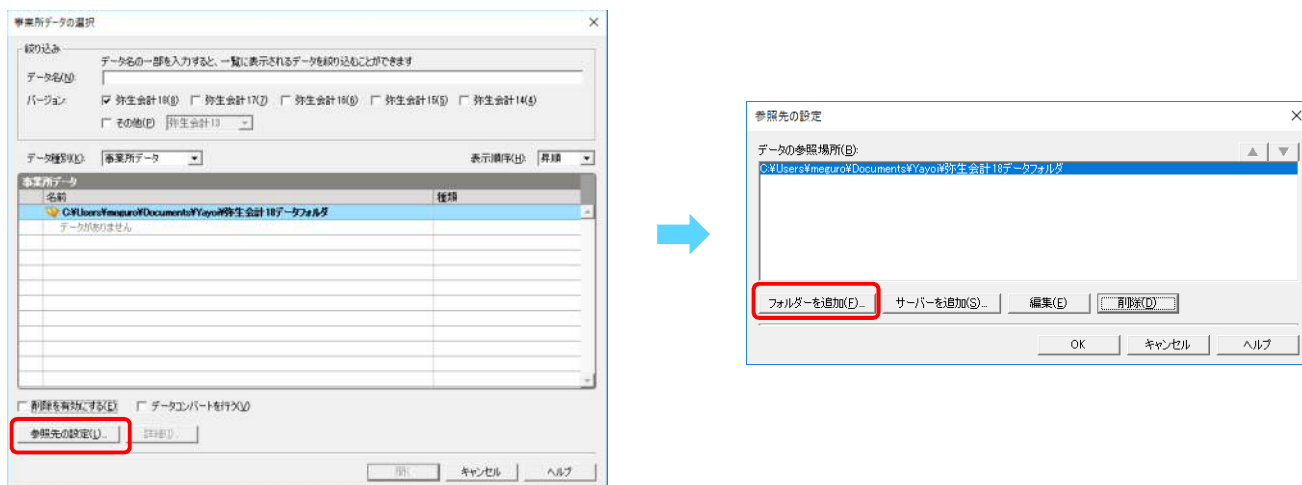 事業所データの選択
絞り込み
データ名の一部を入力すると、一覧に表示されるデータを絞り込むことができます
データ名(N):
バージョン: 弥生会計18(8) 弥生会計17(7) 弥生会計16(6) 弥生会計15(5) 弥生会計14(4)
その他(P) 弥生会計13
データ種別(K): 事業所データ 表示順序(H): 昇順
事業所データ
名前 種類
C:¥Users¥meguro¥Documents¥Yayoi¥弥生会計18データフォルダ
データがありません
削除を有効にする(E) データコンバートを行う(V)
参照先の設定(L)... 詳細(I)...
開く キャンセル ヘルプ
参照先の設定
データの参照場所(B):
C:¥Users¥meguro¥Documents¥Yayoi¥弥生会計18データフォルダ
フォルダーを追加(F)... サーバーを追加(S)... 編集(E) 削除(D)
OK キャンセル ヘルプ